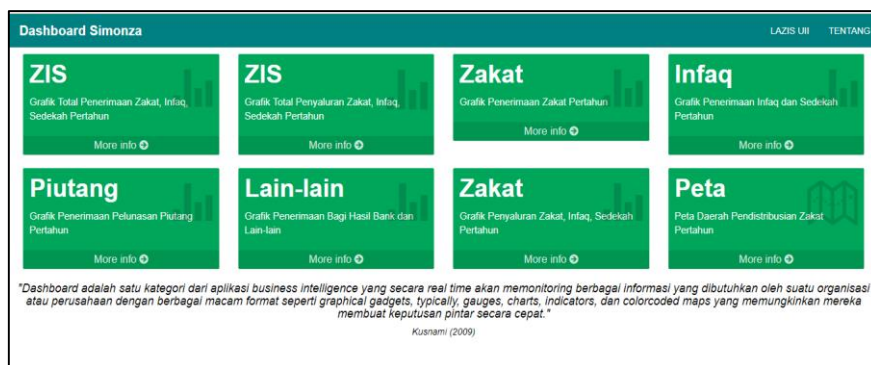 Dashboard Simonza
LAZIS UII
TENTANG
ZIS
Grafik Total Penerimaan Zakat, Infaq,
Sedekah Pertahun
More info
ZIS
Grafik Total Penyaluran Zakat, Infaq,
Sedekah Pertahun
More info
Zakat
Grafik Penerimaan Zakat Pertahun
More info
Infaq
Grafik Penerimaan Infaq dan Sedekah
Pertahun
More info
Piutang
Grafik Penerimaan Pelunasan Piutang
Pertahun
More info
Lain-lain
Grafik Penerimaan Bagi Hasil Bank dan
Lain-lain
More info
Zakat
Grafik Penyaluran Zakat, Infaq, Sedekah
Pertahun
More info
Peta
Peta Daerah Pendistribusian Zakat
Pertahun
More info
"Dashboard adalah satu kategori dari aplikasi business intelligence yang secara real time akan memonitoring berbagai informasi yang dibutuhkan oleh suatu organisasi
atau perusahaan dengan berbagai macam format seperti graphical gadgets, typically, gauges, charts, indicators, dan colorcoded maps yang memungkinkan mereka
membuat keputusan pintar secara cepat."
Kusnami (2009)